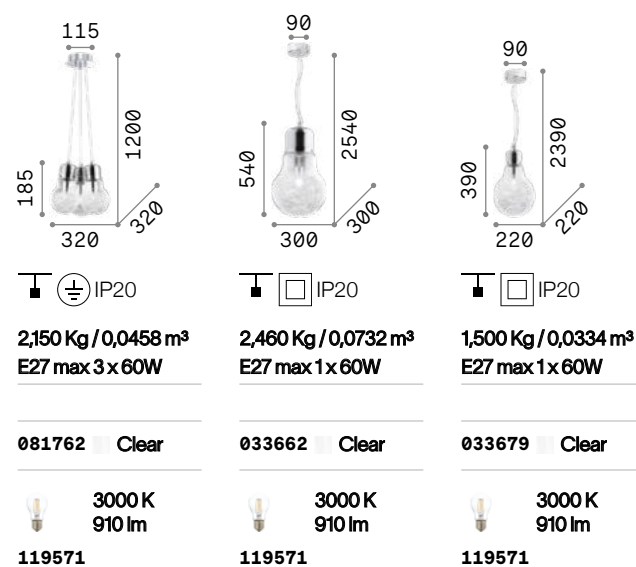 115
1200
185
320
320
IP20
2,150 Kg / 0,0458 m³
E27 max 3 x 60W
081762 Clear
3000 K
910 lm
119571
90
2540
540
300
300
IP20
2,460 Kg / 0,0732 m³
E27 max 1 x 60W
033662 Clear
3000 K
910 lm
119571
90
2390
390
220
220
IP20
1,500 Kg / 0,0334 m³
E27 max 1 x 60W
033679 Clear
3000 K
910 lm
119571